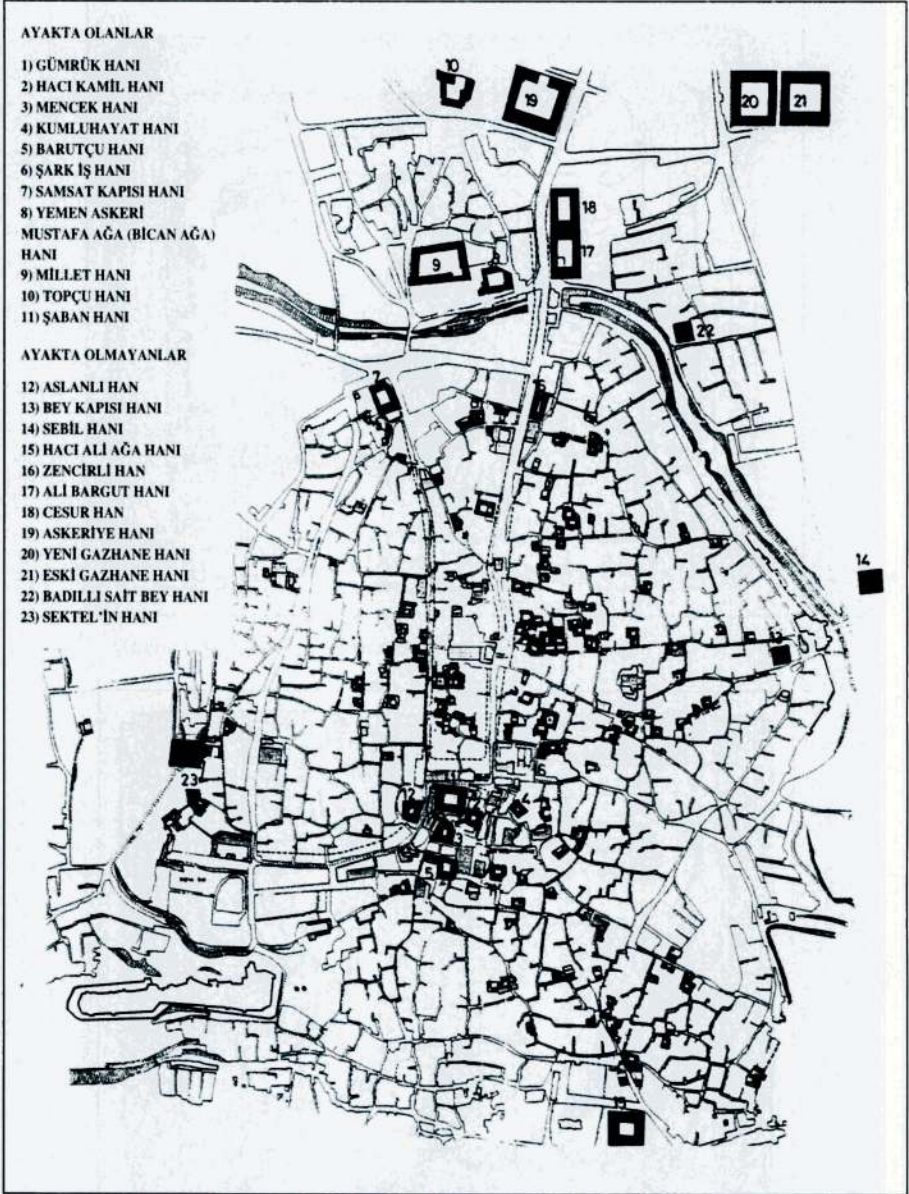 AYAKTA OLANLAR
1) GÜMRÜK HANI
2) HACI KAMİL HANI
3) MENCEK HANI
4) KUMLUHAYAT HANI
5) BARUTÇU HANI
6) ŞARK İŞ HANI
7) SAMSAT KAPISI HANI
8) YEMEN ASKERİ
MUSTAFA AĞA (BİCAN AĞA)
HANI
9) MİLLET HANI
10) TOPÇU HANI
11) ŞABAN HANI
AYAKTA OLMAYANLAR
12) ASLANLI HAN
13) BEY KAPISI HANI
14) SEBİL HANI
15) HACI ALİ AĞA HANI
16) ZENCİRLİ HAN
17) ALİ BARGUT HANI
18) CESUR HAN
19) ASKERİYE HANI
20) YENİ GAZHANE HANI
21) ESKİ GAZHANE HANI
22) BADILLI SAİT BEY HANI
23) SEKTEL'İN HANI
10
19
20
21
18
17
9
22
14
23
5
4